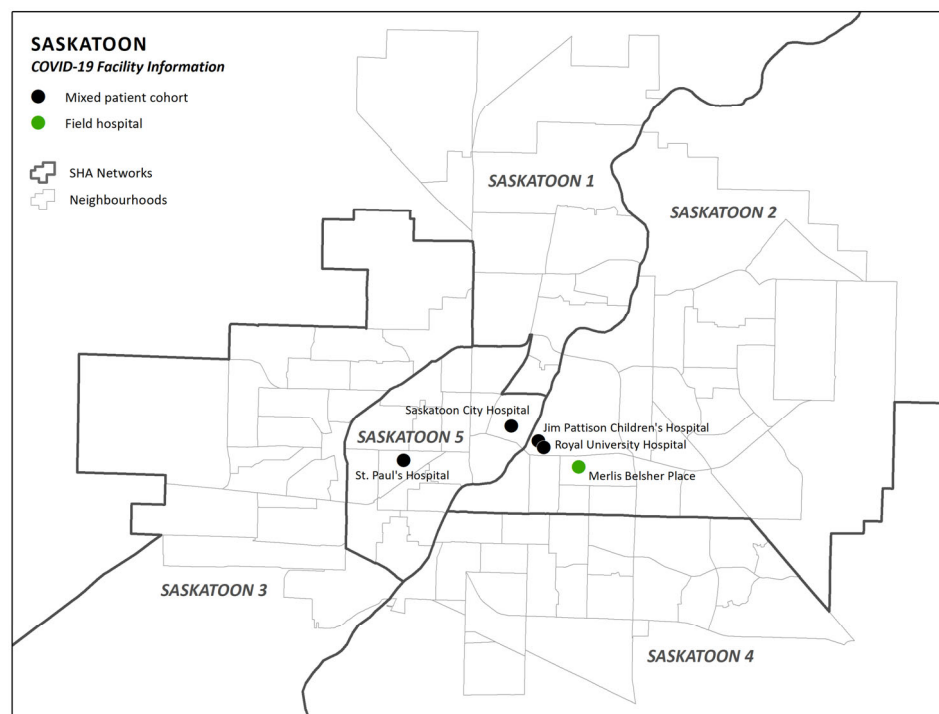 SASKATOON
COVID-19 Facility Information
Mixed patient cohort
Field hospital
SHA Networks
Neighbourhoods
SASKATOON 1
SASKATOON 2
Saskatoon City Hospital
Jim Pattison Children's Hospital
SASKATOON 5
Royal University Hospital
St. Paul's Hospital
Merlis Belsher Place
SASKATOON 3
SASKATOON 4